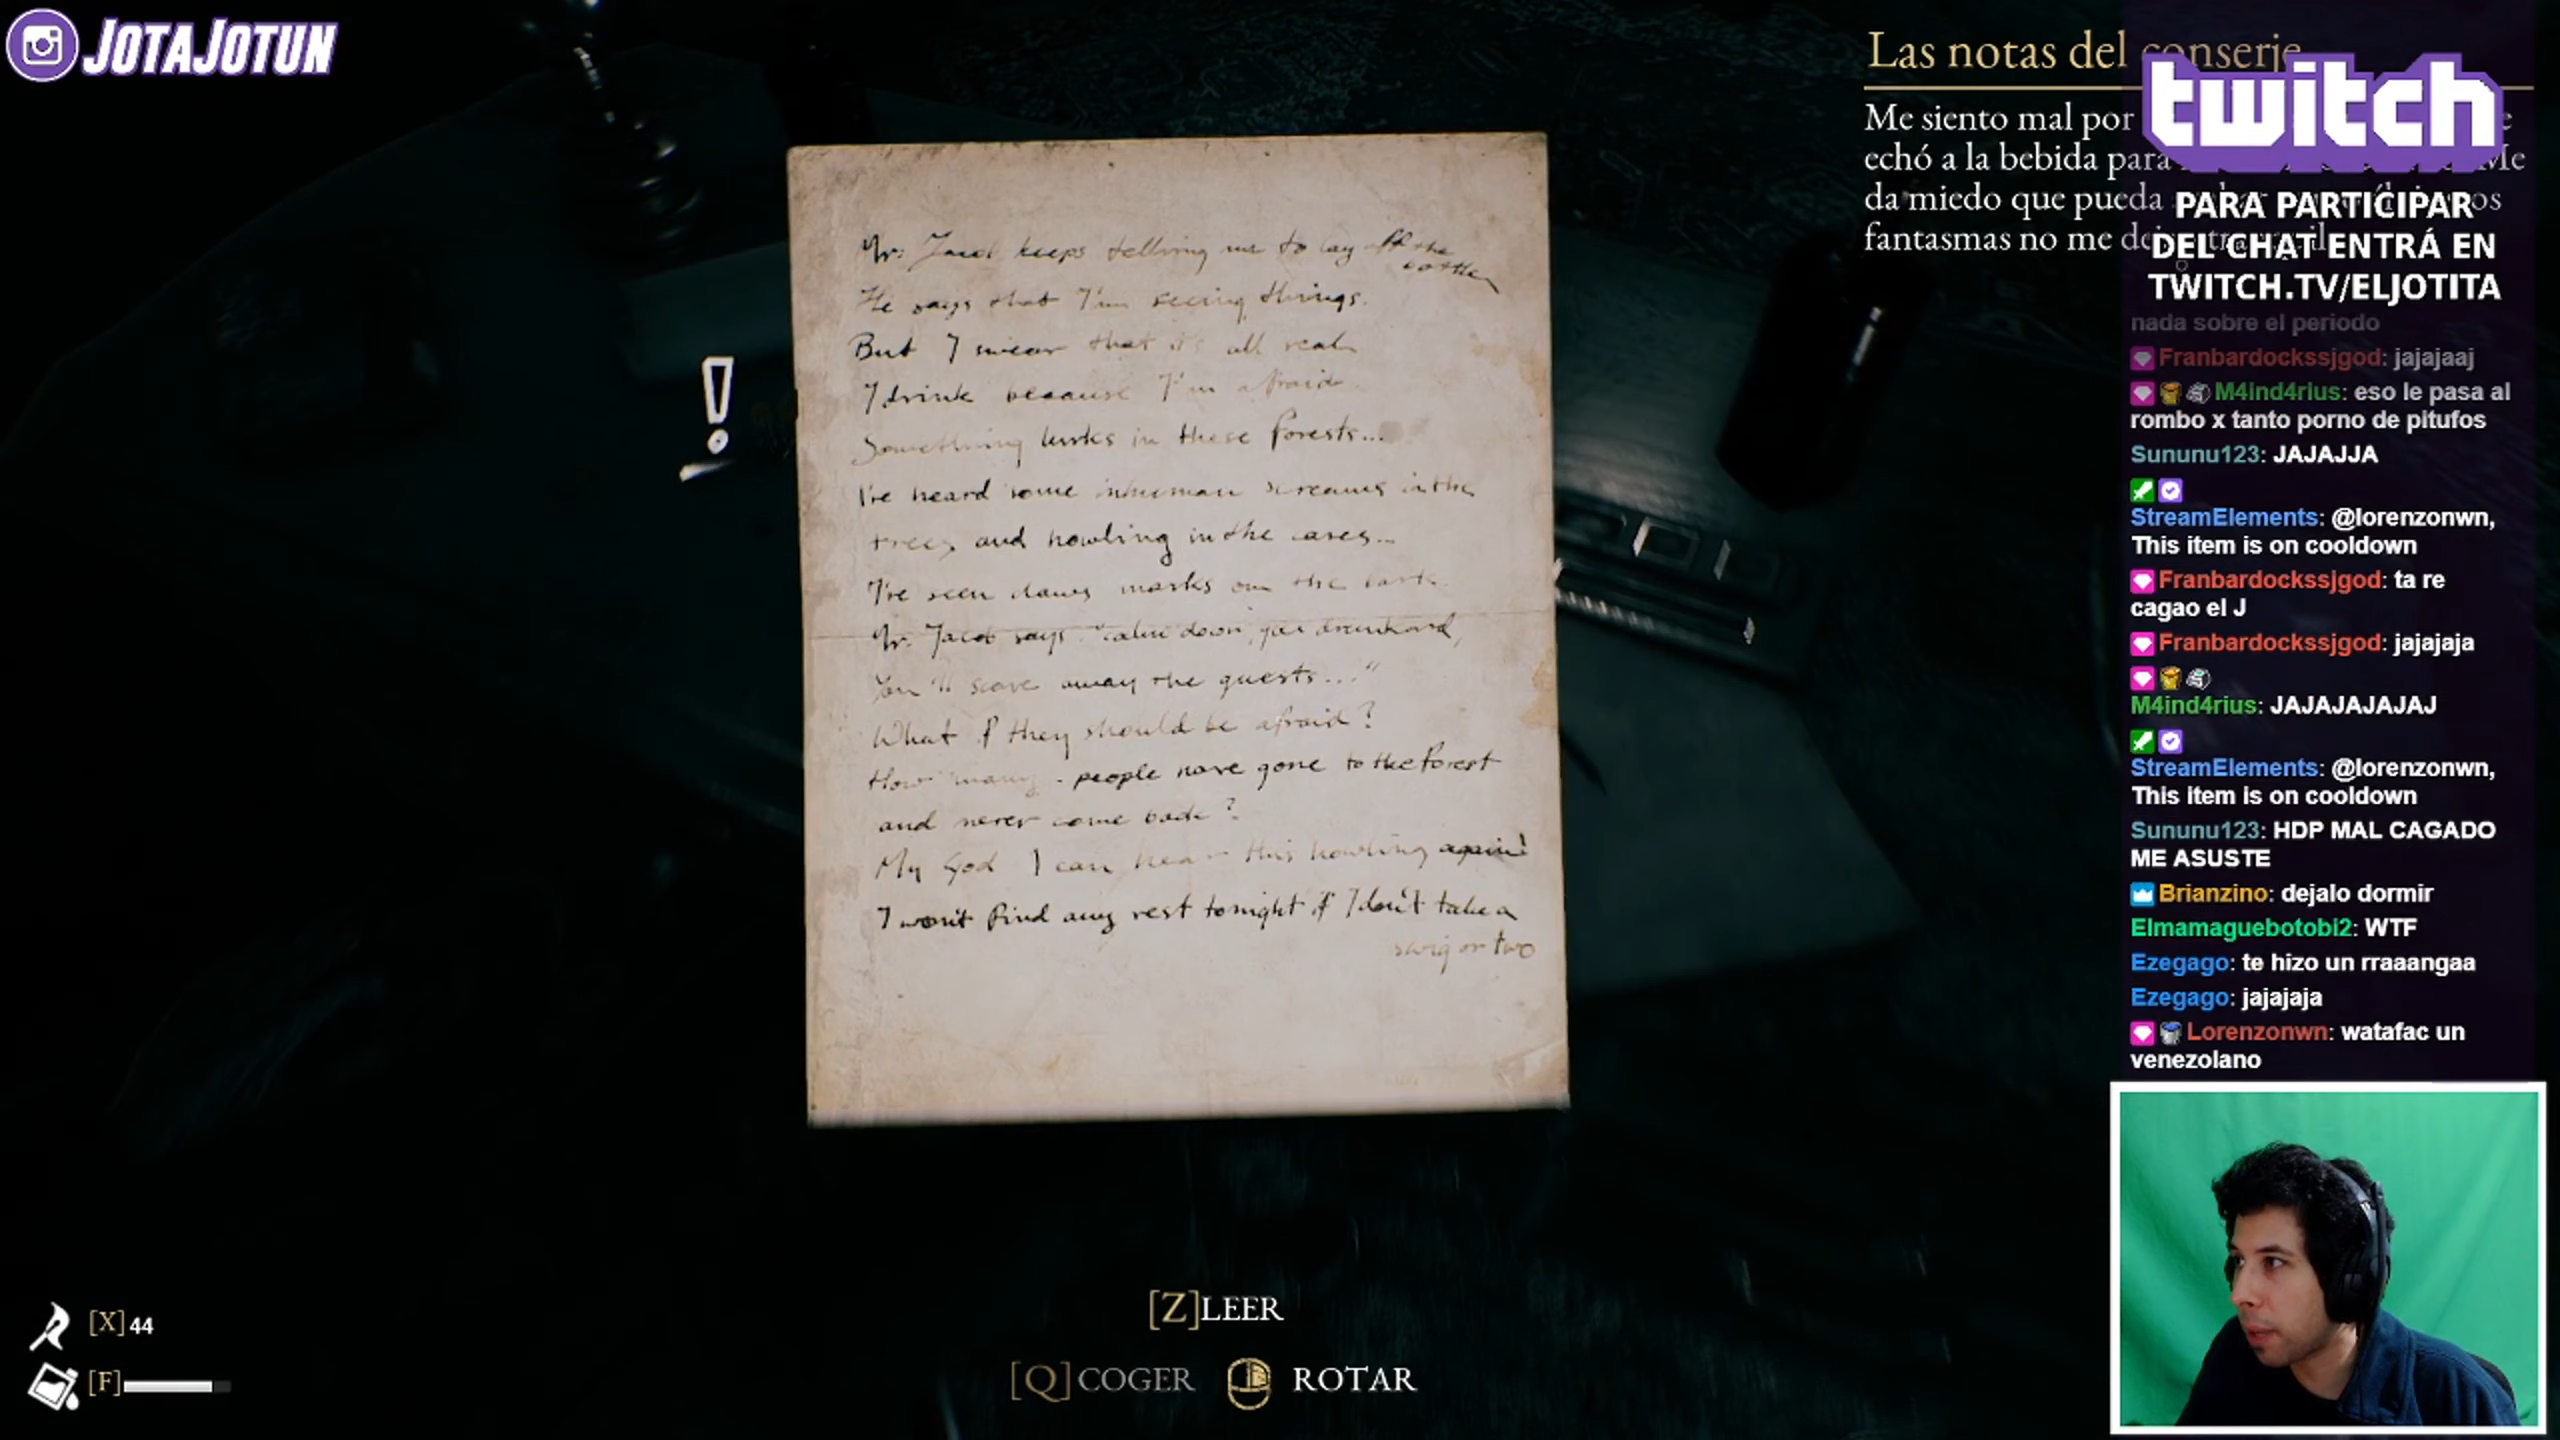 JOTAJOTUN
Las notas del conserje
Me siento mal por
echó a la bebida para Me
da miedo que pueda os
fantasmas no me
twitch
PARA PARTICIPAR
DEL CHAT ENTRÁ EN
TWITCH.TV/ELJOTITA
Mr. Jacob keeps telling me to lay off the
bottle
He says that I'm seeing things.
But I swear that it's all real
I drink because I'm afraid
Something lurks in these forests...
I've heard some inhuman screams in the
trees and howling in the caves...
I've seen claws marks on the bark.
Mr. Jacob says "calm down, you drunkard,
You'll scare away the guests..."
What if they should be afraid?
How many people have gone to the forest
and never come back?
My God I can hear this howling again!
I won't find any rest tonight if I don't take a
swig or two
nada sobre el periodo
Franbardockssjgod: jajajaaj
M4ind4rius: eso le pasa al
rombo x tanto porno de pitufos
Sununu123: JAJAJJA
StreamElements: @lorenzonwn,
This item is on cooldown
Franbardockssjgod: ta re
cagao el J
Franbardockssjgod: jajajaja
M4ind4rius: JAJAJAJAJAJ
StreamElements: @lorenzonwn,
This item is on cooldown
Sununu123: HDP MAL CAGADO
ME ASUSTE
Brianzino: dejalo dormir
Elmamaguebotobi2: WTF
Ezegago: te hizo un rraaangaa
Ezegago: jajajaja
Lorenzonwn: watafac un
venezolano
[X] 44
[F]
[Z]LEER
[Q]COGER ROTAR